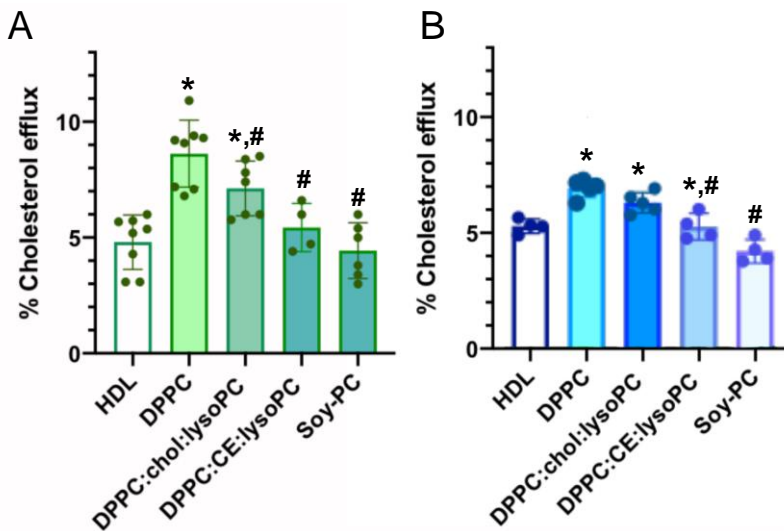 A
% Cholesterol efflux
10
5
0
*
*,#
#
#
HDL
DPPC
DPPC:chol:lysoPC
DPPC:CE:lysoPC
Soy-PC
B
% Cholesterol efflux
10
5
0
*
*
*,#
#
HDL
DPPC
DPPC:chol:lysoPC
DPPC:CE:lysoPC
Soy-PC